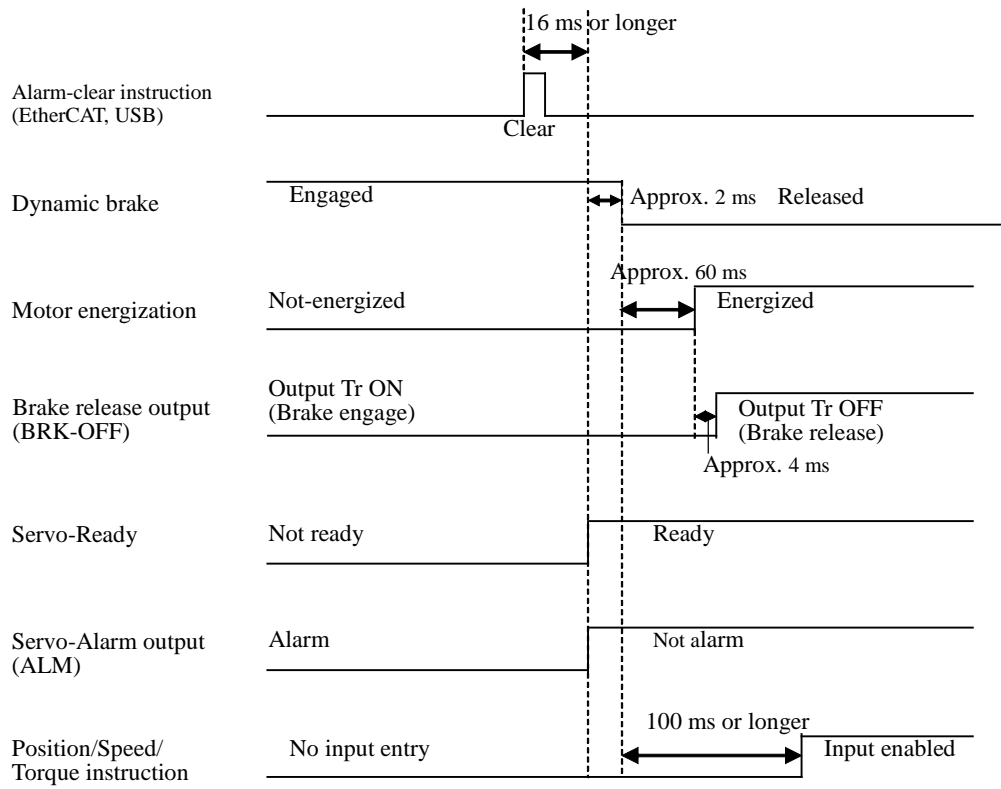 16 ms or longer
Alarm-clear instruction
(EtherCAT, USB)
Clear
Dynamic brake
Engaged
Approx. 2 ms
Released
Approx. 60 ms
Motor energization
Not-energized
Energized
Brake release output
(BRK-OFF)
Output Tr ON
(Brake engage)
Output Tr OFF
(Brake release)
Approx. 4 ms
Servo-Ready
Not ready
Ready
Servo-Alarm output
(ALM)
Alarm
Not alarm
100 ms or longer
Position/Speed/
Torque instruction
No input entry
Input enabled